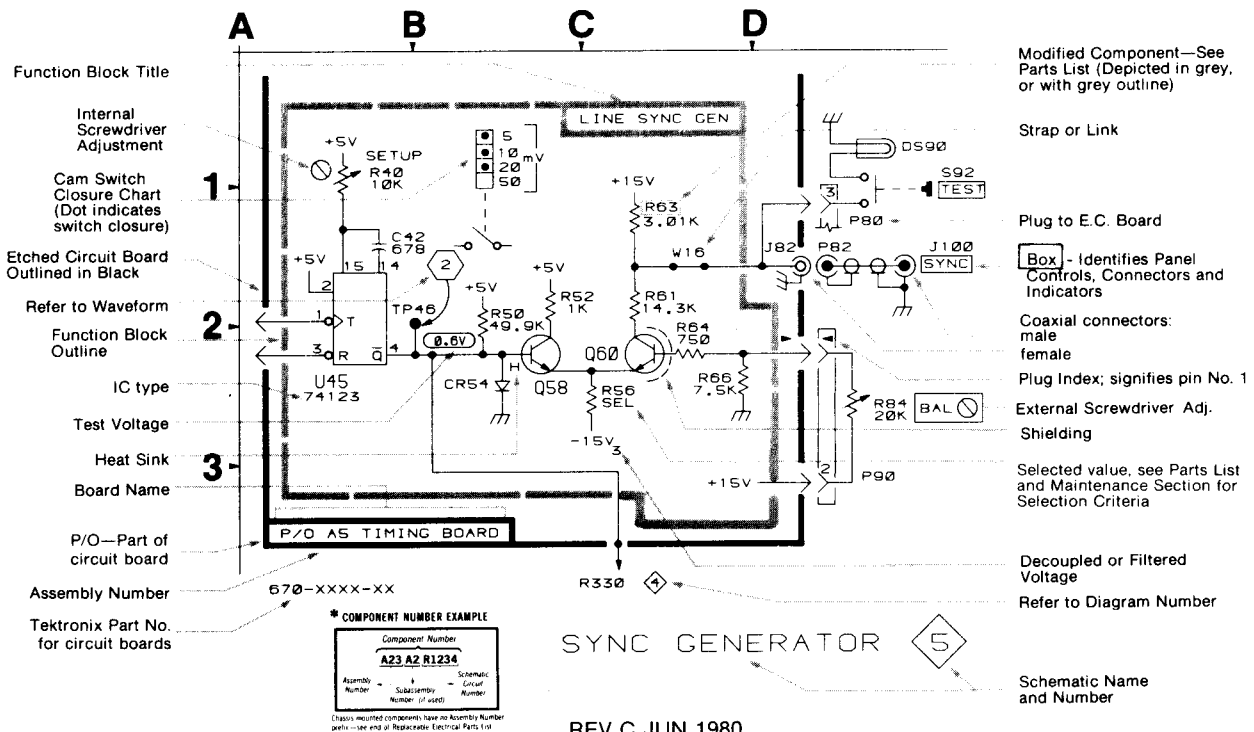 A
B
C
D
1
2
3
Function Block Title
Internal
Screwdriver
Adjustment
Cam Switch
Closure Chart
(Dot indicates
switch closure)
Etched Circuit Board
Outlined in Black
Refer to Waveform
Function Block
Outline
IC type
Test Voltage
Heat Sink
Board Name
P/O—Part of
circuit board
Assembly Number
Tektronix Part No.
for circuit boards
LINE SYNC GEN
+5V
SETUP
R40
10K
5
10
20
50
mV
C42
678
+5V
15
14
2
1
T
3
R
Q̅
4
U45
74123
2
TP46
0.6V
+5V
R50
49.9K
CR54
H
+5V
R52
1K
Q58
Q60
R56
SEL
-15V
3
+15V
R63
3.01K
W16
R61
14.3K
R64
750
R66
7.5K
+15V
DS90
S92
TEST
3
P80
J82
P82
J100
SYNC
R84
20K
BAL
2
P90
P/O A5 TIMING BOARD
670-XXXX-XX
R330
4
Modified Component—See
Parts List (Depicted in grey,
or with grey outline)
Strap or Link
Plug to E.C. Board
Box - Identifies Panel
Controls, Connectors and
Indicators
Coaxial connectors:
male
female
Plug Index; signifies pin No. 1
External Screwdriver Adj.
Shielding
Selected value, see Parts List
and Maintenance Section for
Selection Criteria
Decoupled or Filtered
Voltage
Refer to Diagram Number
Schematic Name
and Number
* COMPONENT NUMBER EXAMPLE
Component Number
A23 A2 R1234
Assembly
Number
Subassembly
Number (if used)
Schematic
Circuit
Number
Chassis mounted components have no Assembly Number
prefix—see end of Replaceable Electrical Parts List
SYNC GENERATOR
5
REV C JUN 1980